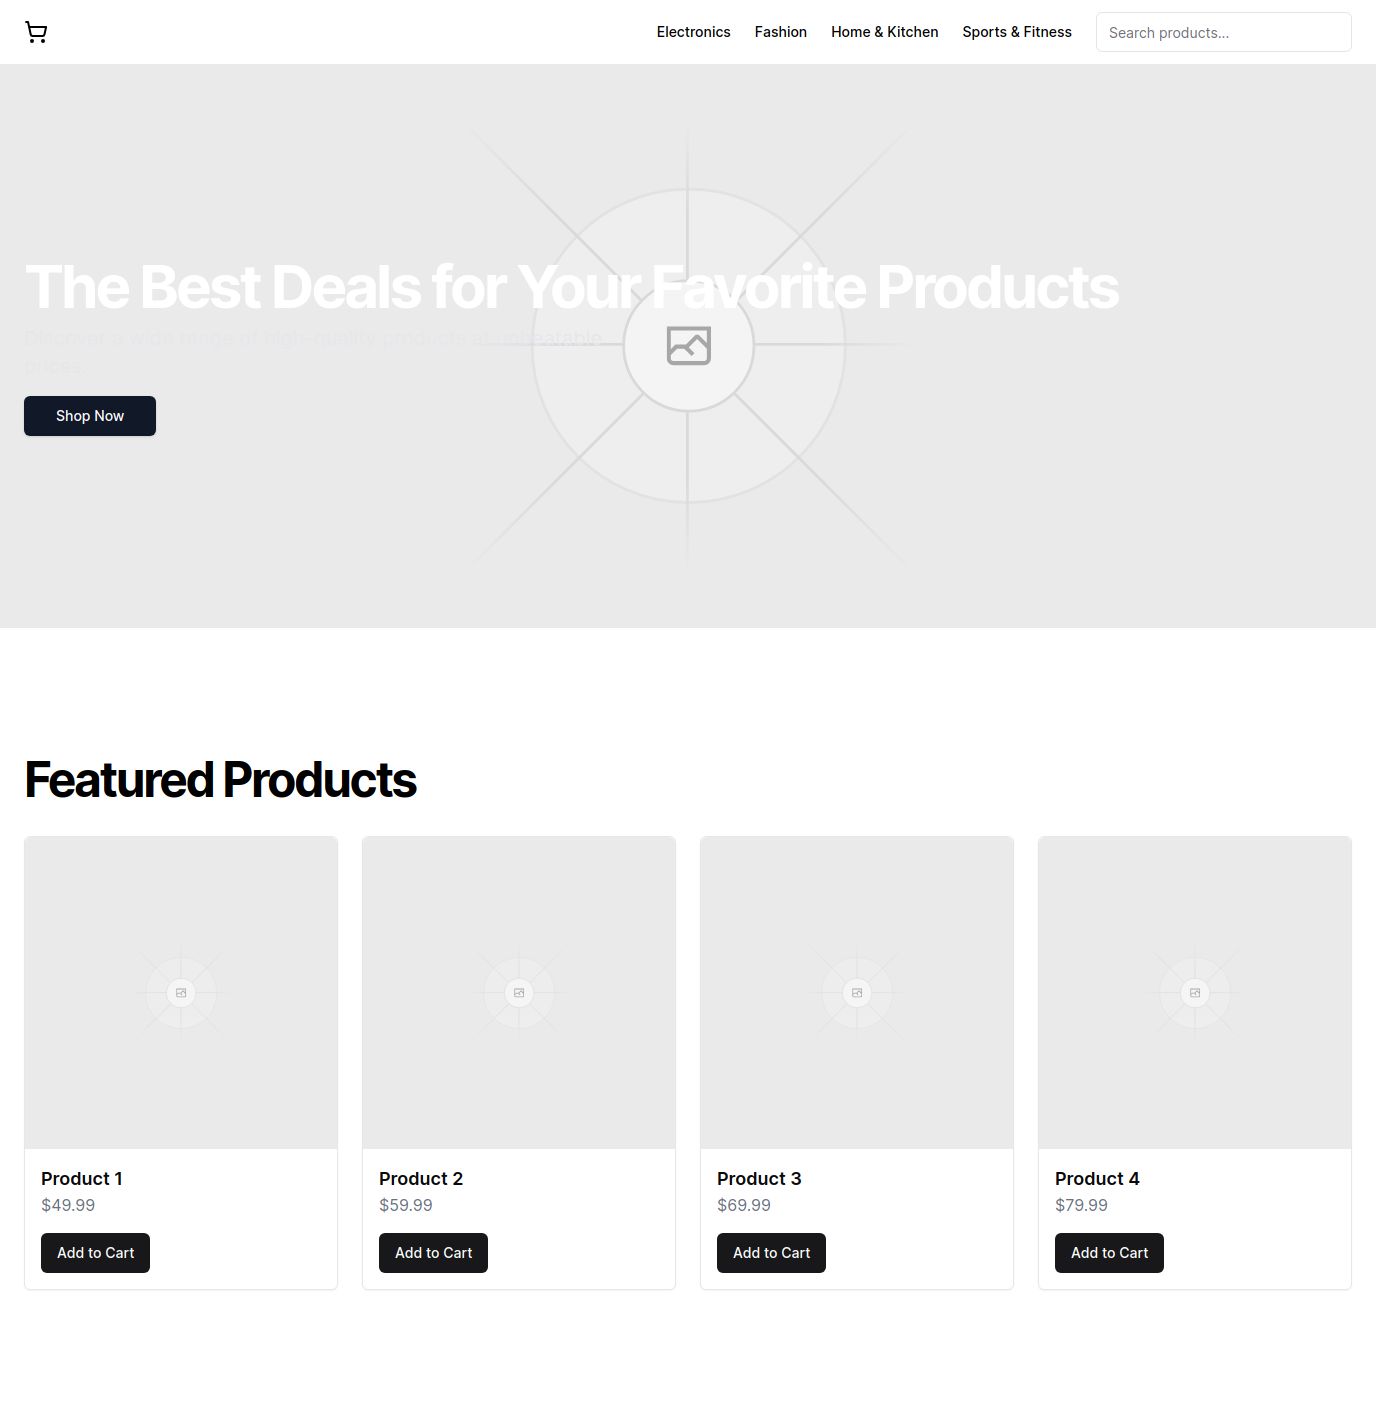 Electronics Fashion Home & Kitchen Sports & Fitness Search products...
The Best Deals for Your Favorite Products
Discover a wide range of high-quality products at unbeatable
prices.
Shop Now
Featured Products
Product 1 Product 2 Product 3 Product 4
$49.99 $59.99 $69.99 $79.99
Add to Cart Add to Cart Add to Cart Add to Cart